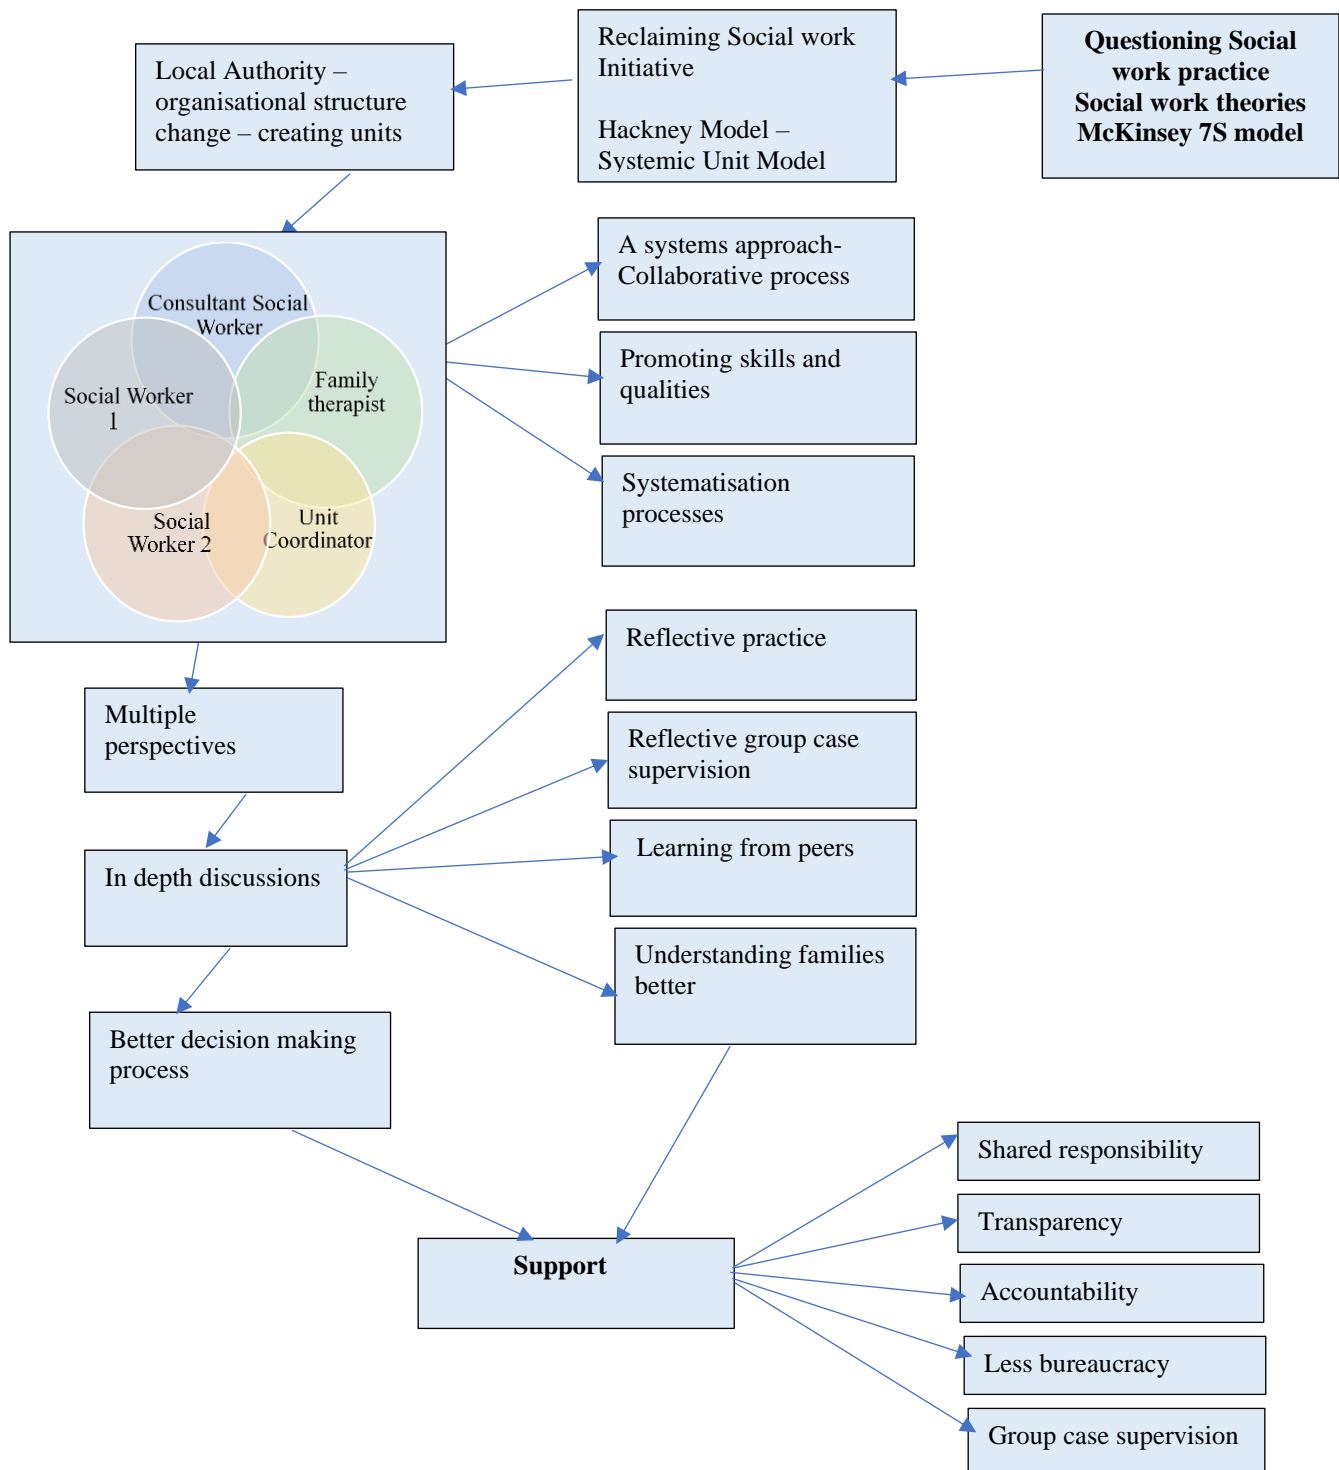 Questioning Social
work practice
Social work theories
McKinsey 7S model
Reclaiming Social work
Initiative
Hackney Model –
Systemic Unit Model
Local Authority –
organisational structure
change – creating units
Consultant Social
Worker
Social Worker
1
Family
therapist
Social
Worker 2
Unit
Coordinator
A systems approach-
Collaborative process
Promoting skills and
qualities
Systematisation
processes
Multiple
perspectives
In depth discussions
Reflective practice
Reflective group case
supervision
Learning from peers
Understanding families
better
Better decision making
process
Support
Shared responsibility
Transparency
Accountability
Less bureaucracy
Group case supervision